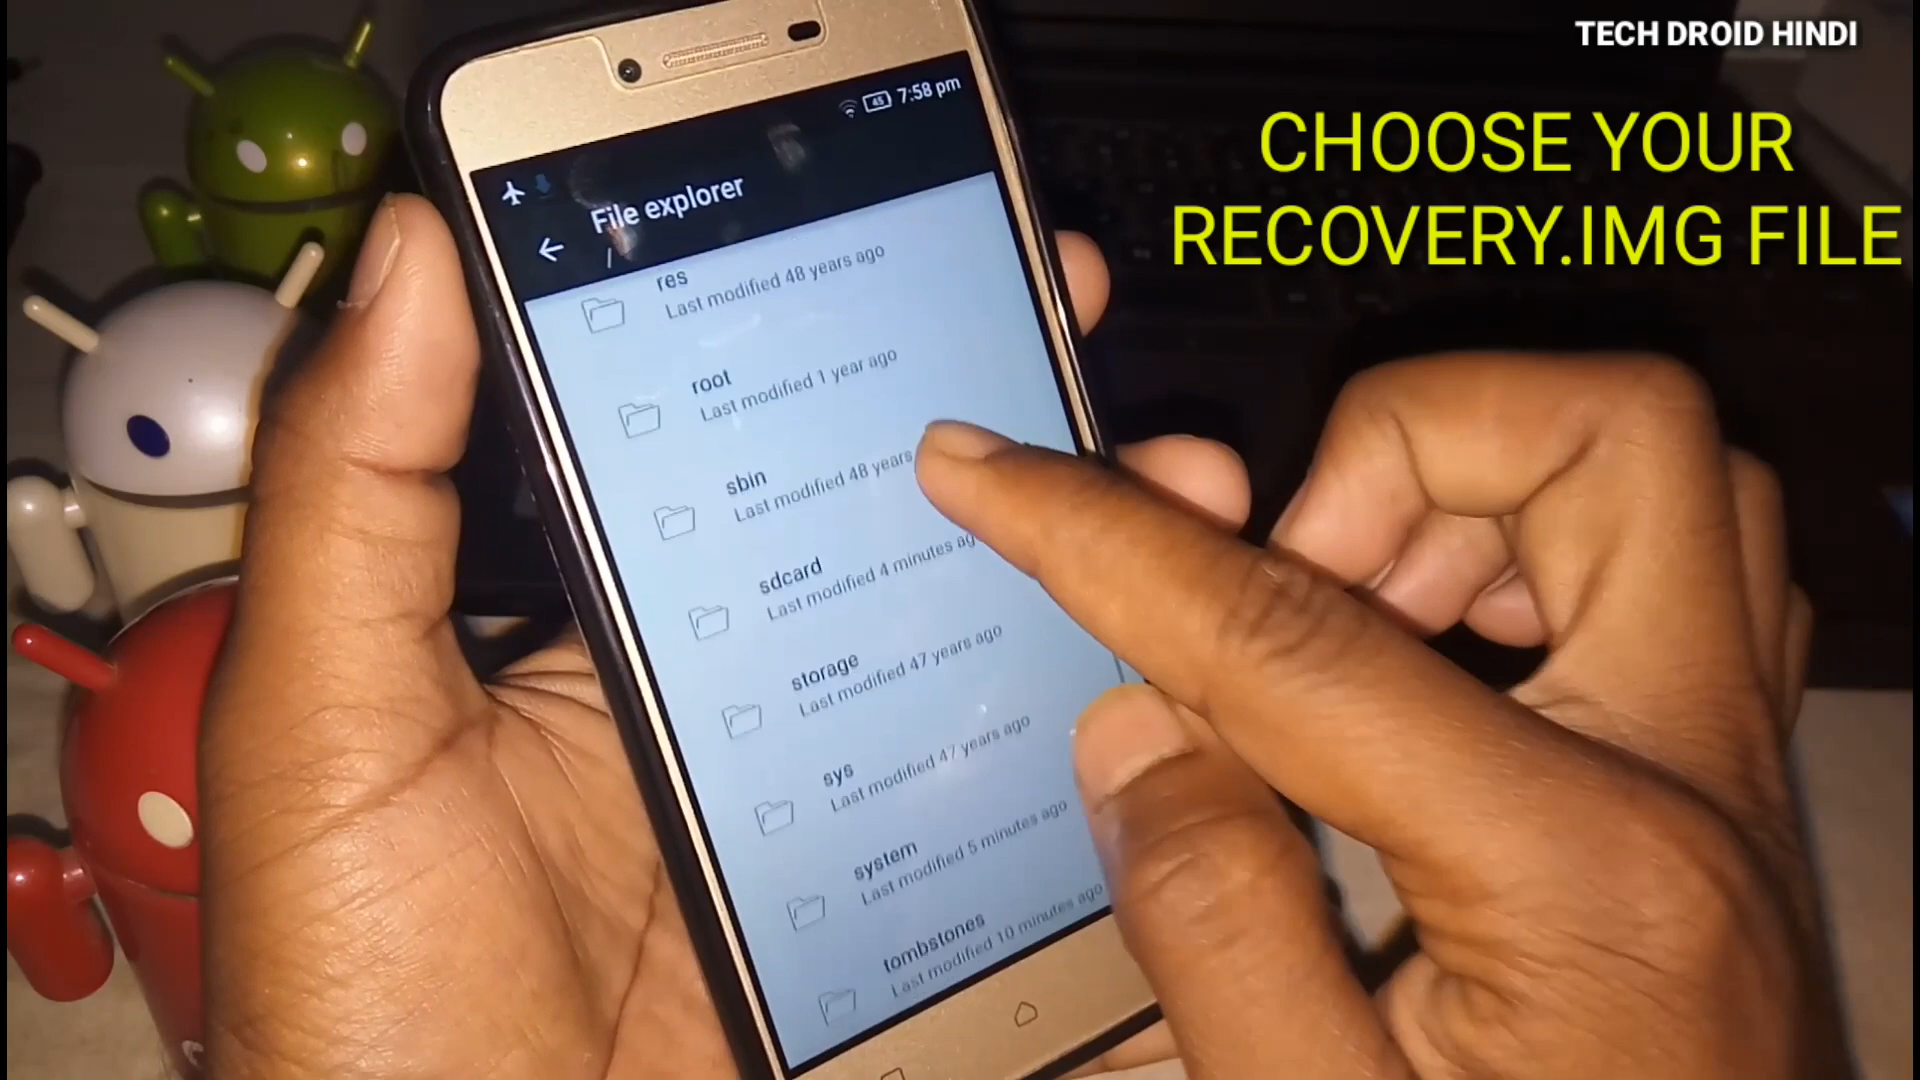 TECH DROID HINDI
CHOOSE YOUR
RECOVERY.IMG FILE
45 7:58 pm
File explorer
/
res
Last modified 48 years ago
root
Last modified 1 year ago
sbin
Last modified 48 years
sdcard
Last modified 4 minutes ag
storage
Last modified 47 years ago
sys
Last modified 47 years ago
system
Last modified 5 minutes ago
tombstones
Last modified 10 minutes ago